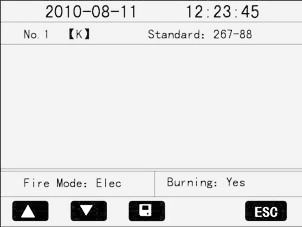 2010-08-11 12:23:45
No.1 【K】 Standard: 267-88
Fire Mode: Elec Burning: Yes
ESC